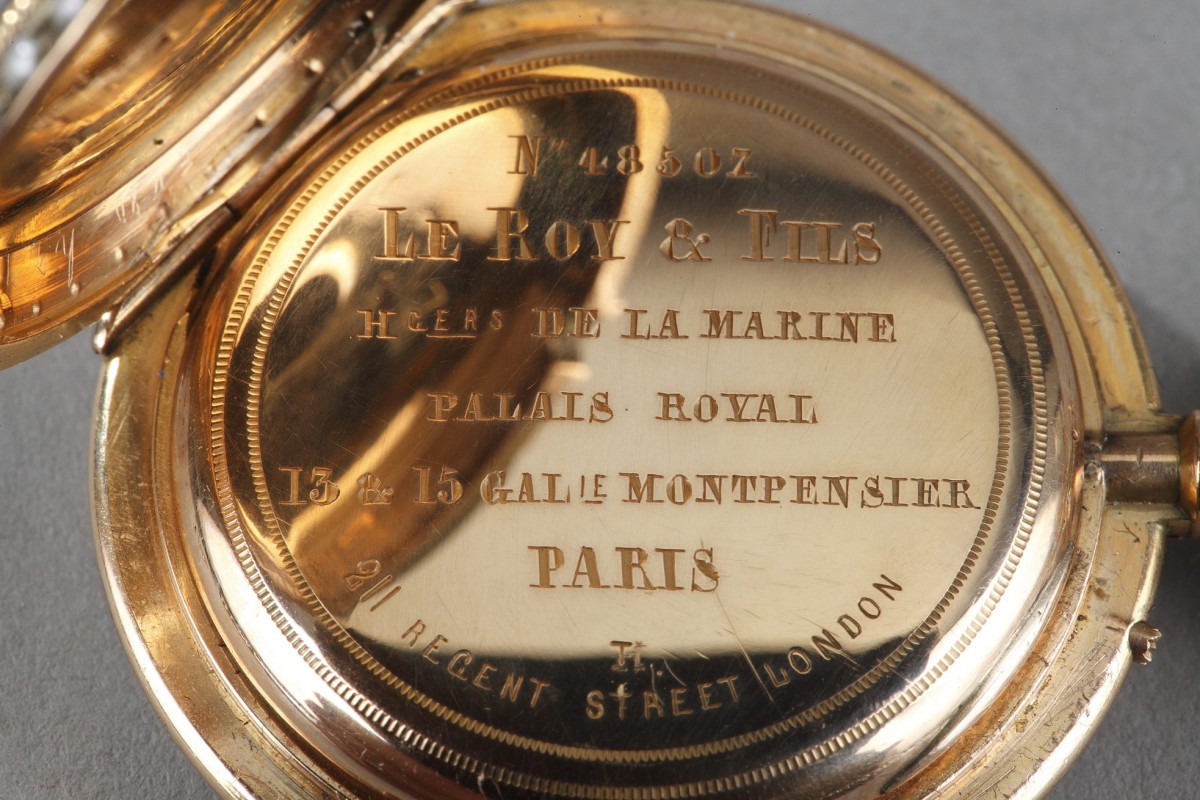 No 48507
LE ROY & FILS
HGERS DE LA MARINE
PALAIS ROYAL
13 & 15 GALIE MONTPENSIER
PARIS
211 REGENT STREET LONDON